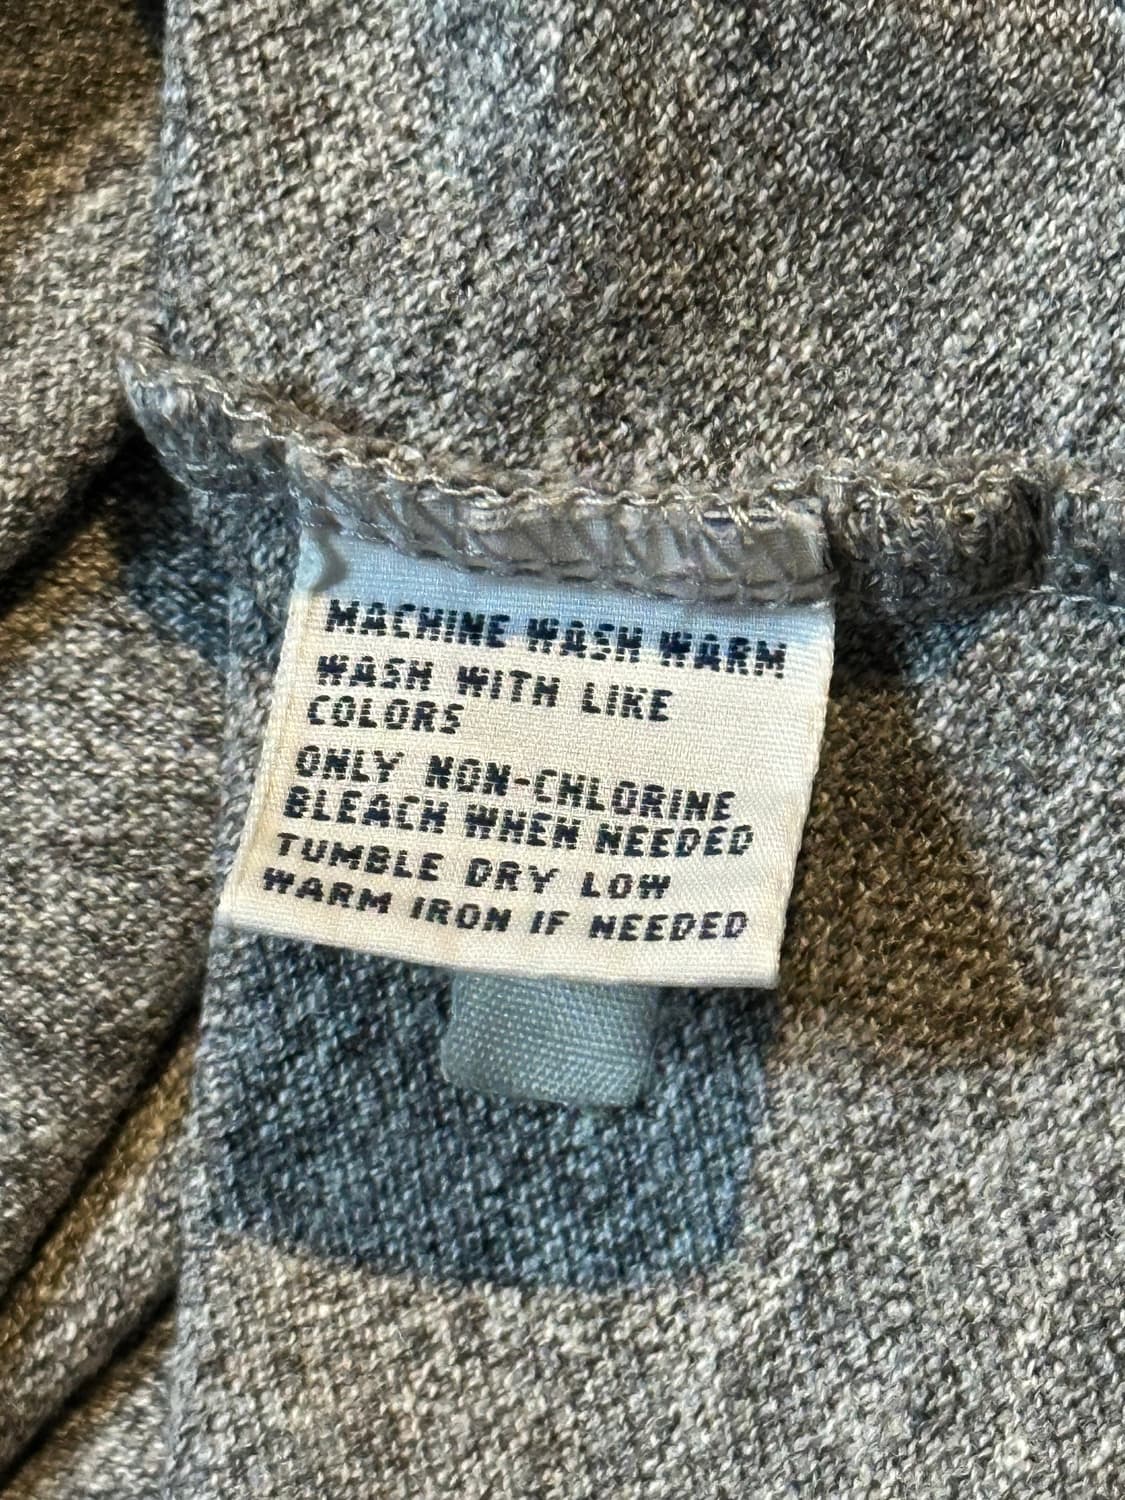 MACHINE WASH WARM
WASH WITH LIKE
COLORS
ONLY NON-CHLORINE
BLEACH WHEN NEEDED
TUMBLE DRY LOW
WARM IRON IF NEEDED